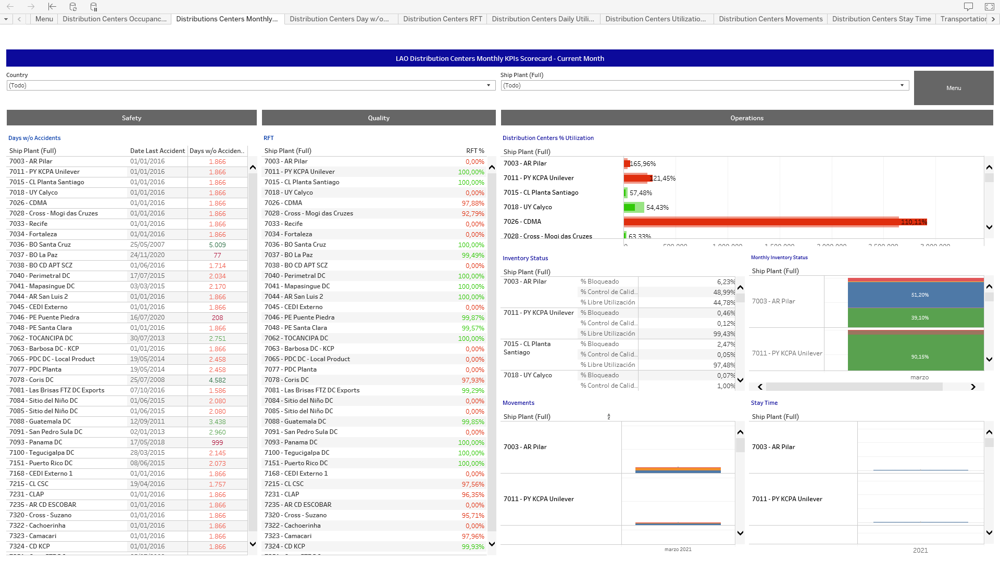 Menu
Distribution Centers Occupanc...
Distributions Centers Monthly...
Distribution Centers Day w/o...
Distribution Centers RFT
Distribution Centers Daily Utili...
Distribution Centers Utilizatio...
Distribution Centers Movements
Distribution Centers Stay Time
Transportation
LAO Distribution Centers Monthly KPIs Scorecard - Current Month
Country
(Todo)
Ship Plant (Full)
(Todo)
Menu
Safety
Days w/o Accidents
Ship Plant (Full) Date Last Accident Days w/o Acciden..
7003 - AR Pilar 01/01/2016 1.866
7011 - PY KCPA Unilever 01/01/2016 1.866
7015 - CL Planta Santiago 01/01/2016 1.866
7018 - UY Calyco 01/01/2016 1.866
7026 - CDMA 01/01/2016 1.866
7028 - Cross - Mogi das Cruzes 01/01/2016 1.866
7033 - Recife 01/01/2016 1.866
7034 - Fortaleza 01/01/2016 1.866
7036 - BO Santa Cruz 25/05/2007 5.009
7037 - BO La Paz 24/11/2020 77
7038 - BO CD APT SCZ 01/06/2016 1.714
7040 - Perimetral DC 17/07/2015 2.034
7041 - Mapasingue DC 03/03/2015 2.170
7044 - AR San Luis 2 01/01/2016 1.866
7045 - CEDI Externo 01/01/2016 1.866
7046 - PE Puente Piedra 16/07/2020 208
7048 - PE Santa Clara 01/01/2016 1.866
7062 - TOCANCIPA DC 30/07/2013 2.751
7063 - Barbosa DC - KCP 01/01/2016 1.866
7065 - PDC DC - Local Product 19/05/2014 2.458
7077 - PDC Planta 19/05/2014 2.458
7078 - Coris DC 25/07/2008 4.582
7081 - Las Brisas FTZ DC Exports 07/10/2016 1.586
7084 - Sitio del Niño DC 01/06/2015 2.080
7085 - Sitio del Niño DC 01/06/2015 2.080
7088 - Guatemala DC 12/09/2011 3.438
7091 - San Pedro Sula DC 02/01/2013 2.960
7093 - Panama DC 17/05/2018 999
7100 - Tegucigalpa DC 28/03/2015 2.145
7151 - Puerto Rico DC 08/06/2015 2.073
7168 - CEDI Externo 1 01/01/2016 1.866
7215 - CL CSC 19/04/2016 1.757
7231 - CLAP 01/01/2016 1.866
7235 - AR CD ESCOBAR 01/01/2016 1.866
7320 - Cross - Suzano 01/01/2016 1.866
7322 - Cachoerinha 01/01/2016 1.866
7323 - Camacari 01/01/2016 1.866
7324 - CD KCP 01/01/2016 1.866
Quality
RFT
Ship Plant (Full) RFT %
7003 - AR Pilar 0,00%
7011 - PY KCPA Unilever 100,00%
7015 - CL Planta Santiago 100,00%
7018 - UY Calyco 0,00%
7026 - CDMA 97,88%
7028 - Cross - Mogi das Cruzes 92,79%
7033 - Recife 0,00%
7034 - Fortaleza 0,00%
7036 - BO Santa Cruz 100,00%
7037 - BO La Paz 99,49%
7038 - BO CD APT SCZ 0,00%
7040 - Perimetral DC 100,00%
7041 - Mapasingue DC 100,00%
7044 - AR San Luis 2 100,00%
7045 - CEDI Externo 0,00%
7046 - PE Puente Piedra 99,87%
7048 - PE Santa Clara 99,57%
7062 - TOCANCIPA DC 100,00%
7063 - Barbosa DC - KCP 0,00%
7065 - PDC DC - Local Product 0,00%
7077 - PDC Planta 0,00%
7078 - Coris DC 97,93%
7081 - Las Brisas FTZ DC Exports 99,29%
7084 - Sitio del Niño DC 0,00%
7085 - Sitio del Niño DC 0,00%
7088 - Guatemala DC 99,85%
7091 - San Pedro Sula DC 0,00%
7093 - Panama DC 100,00%
7100 - Tegucigalpa DC 100,00%
7151 - Puerto Rico DC 100,00%
7168 - CEDI Externo 1 0,00%
7215 - CL CSC 97,56%
7231 - CLAP 96,35%
7235 - AR CD ESCOBAR 0,00%
7320 - Cross - Suzano 95,71%
7322 - Cachoerinha 0,00%
7323 - Camacari 97,96%
7324 - CD KCP 99,93%
Operations
Distribution Centers % Utilization
Ship Plant (Full)
7003 - AR Pilar 165,96%
7011 - PY KCPA Unilever 121,45%
7015 - CL Planta Santiago 57,48%
7018 - UY Calyco 54,43%
7026 - CDMA 110,11%
7028 - Cross - Mogi das Cruzes 63,33%
0 500.000 1.000.000 1.500.000 2.000.000 2.500.000 3.000.000
Inventory Status
Ship Plant (Full)
7003 - AR Pilar % Bloqueado 6,23%
% Control de Calid.. 48,99%
% Libre Utilización 44,78%
7011 - PY KCPA Unilever % Bloqueado 0,46%
% Control de Calid.. 0,12%
% Libre Utilización 99,43%
7015 - CL Planta Santiago % Bloqueado 2,47%
% Control de Calid.. 0,05%
% Libre Utilización 97,48%
7018 - UY Calyco % Bloqueado 0,07%
% Control de Calid.. 1,00%
Monthly Inventory Status
Ship Plant (Full)
7003 - AR Pilar
51,20%
39,10%
7011 - PY KCPA Unilever
90,15%
marzo
Movements
Ship Plant (Full)
7003 - AR Pilar
7011 - PY KCPA Unilever
marzo 2021
Stay Time
Ship Plant (Full)
7003 - AR Pilar
7011 - PY KCPA Unilever
2021